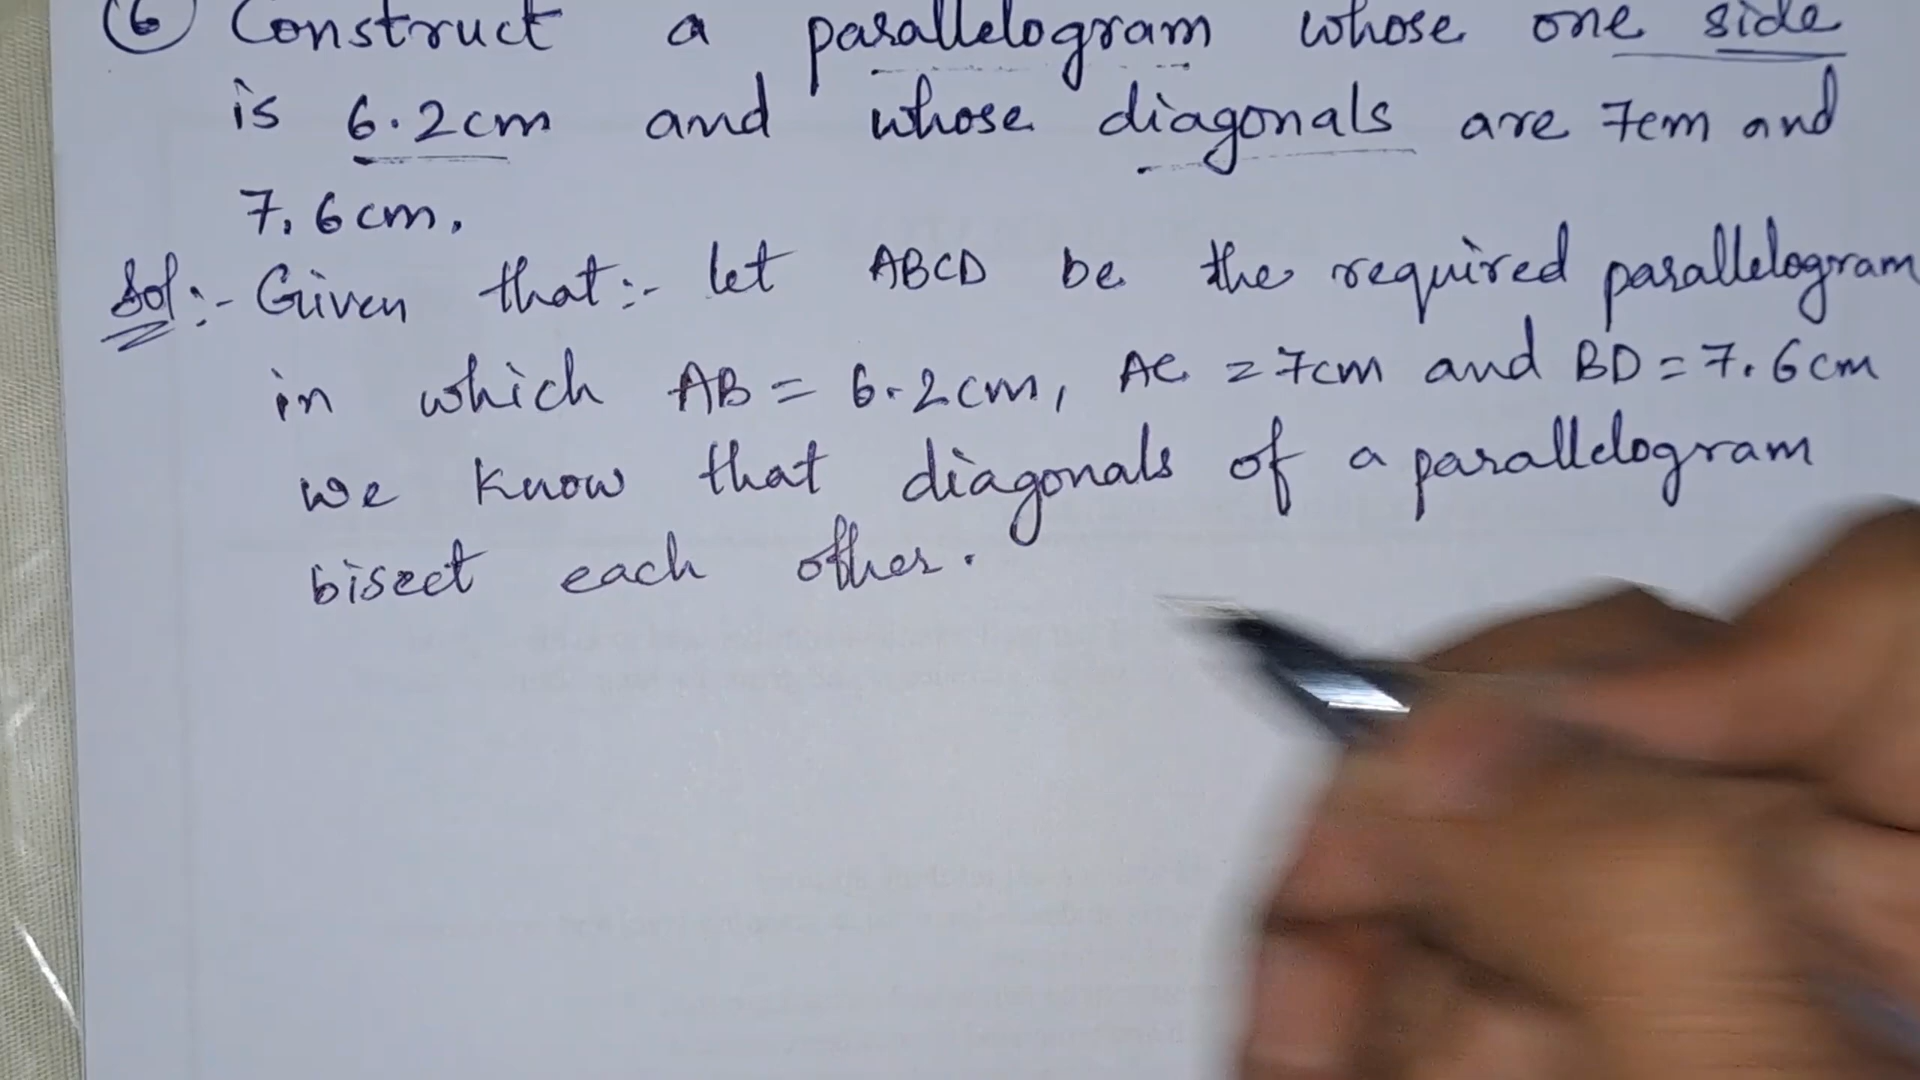 6 Construct a parallelogram whose one side
is 6.2cm and whose diagonals are 7cm and
7.6cm.
Sol:- Given that:- let ABCD be the required parallelogram
in which AB = 6.2cm, AC = 7cm and BD = 7.6cm
we know that diagonals of a parallelogram
bisect each other.